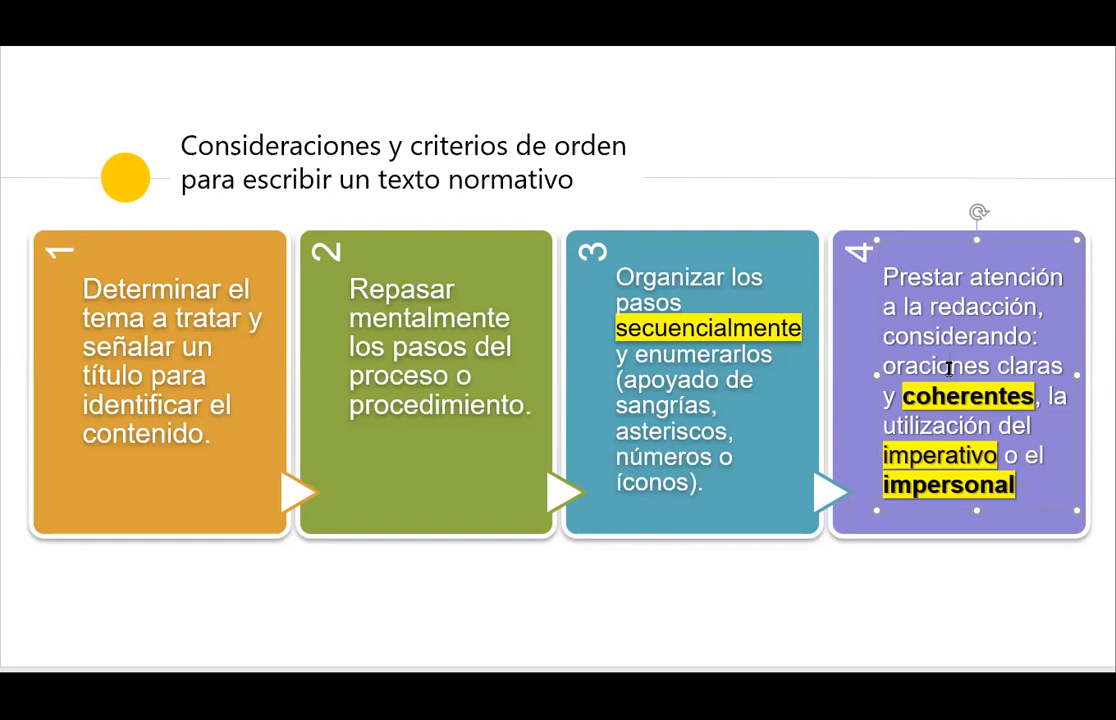 Consideraciones y criterios de orden
para escribir un texto normativo
1
Determinar el
tema a tratar y
señalar un
título para
identificar el
contenido.
2
Repasar
mentalmente
los pasos del
proceso o
procedimiento.
3
Organizar los
pasos
secuencialmente
y enumerarlos
(apoyado de
sangrías,
asteriscos,
números o
íconos).
4
Prestar atención
a la redacción,
considerando:
oraciones claras
y coherentes, la
utilización del
imperativo o el
impersonal